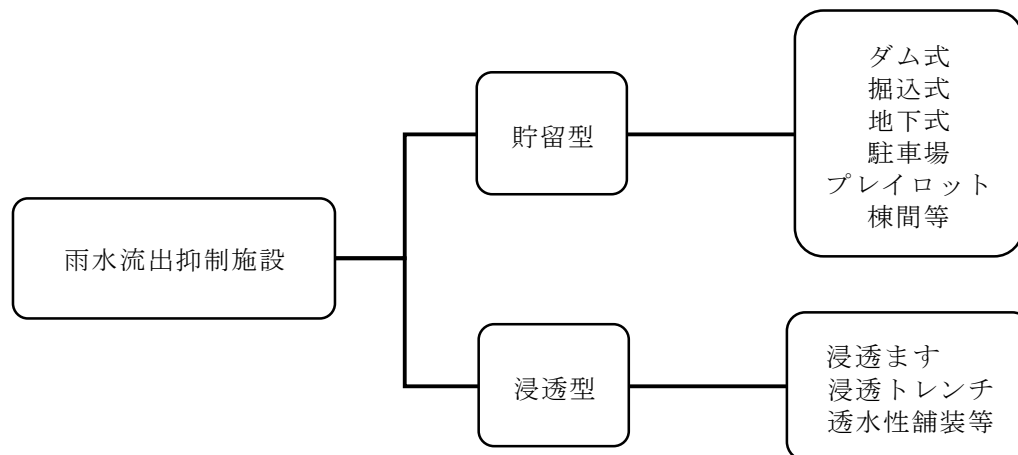 雨水流出抑制施設
貯留型
ダム式
掘込式
地下式
駐車場
プレイロット
棟間等
浸透型
浸透ます
浸透トレンチ
透水性舗装等